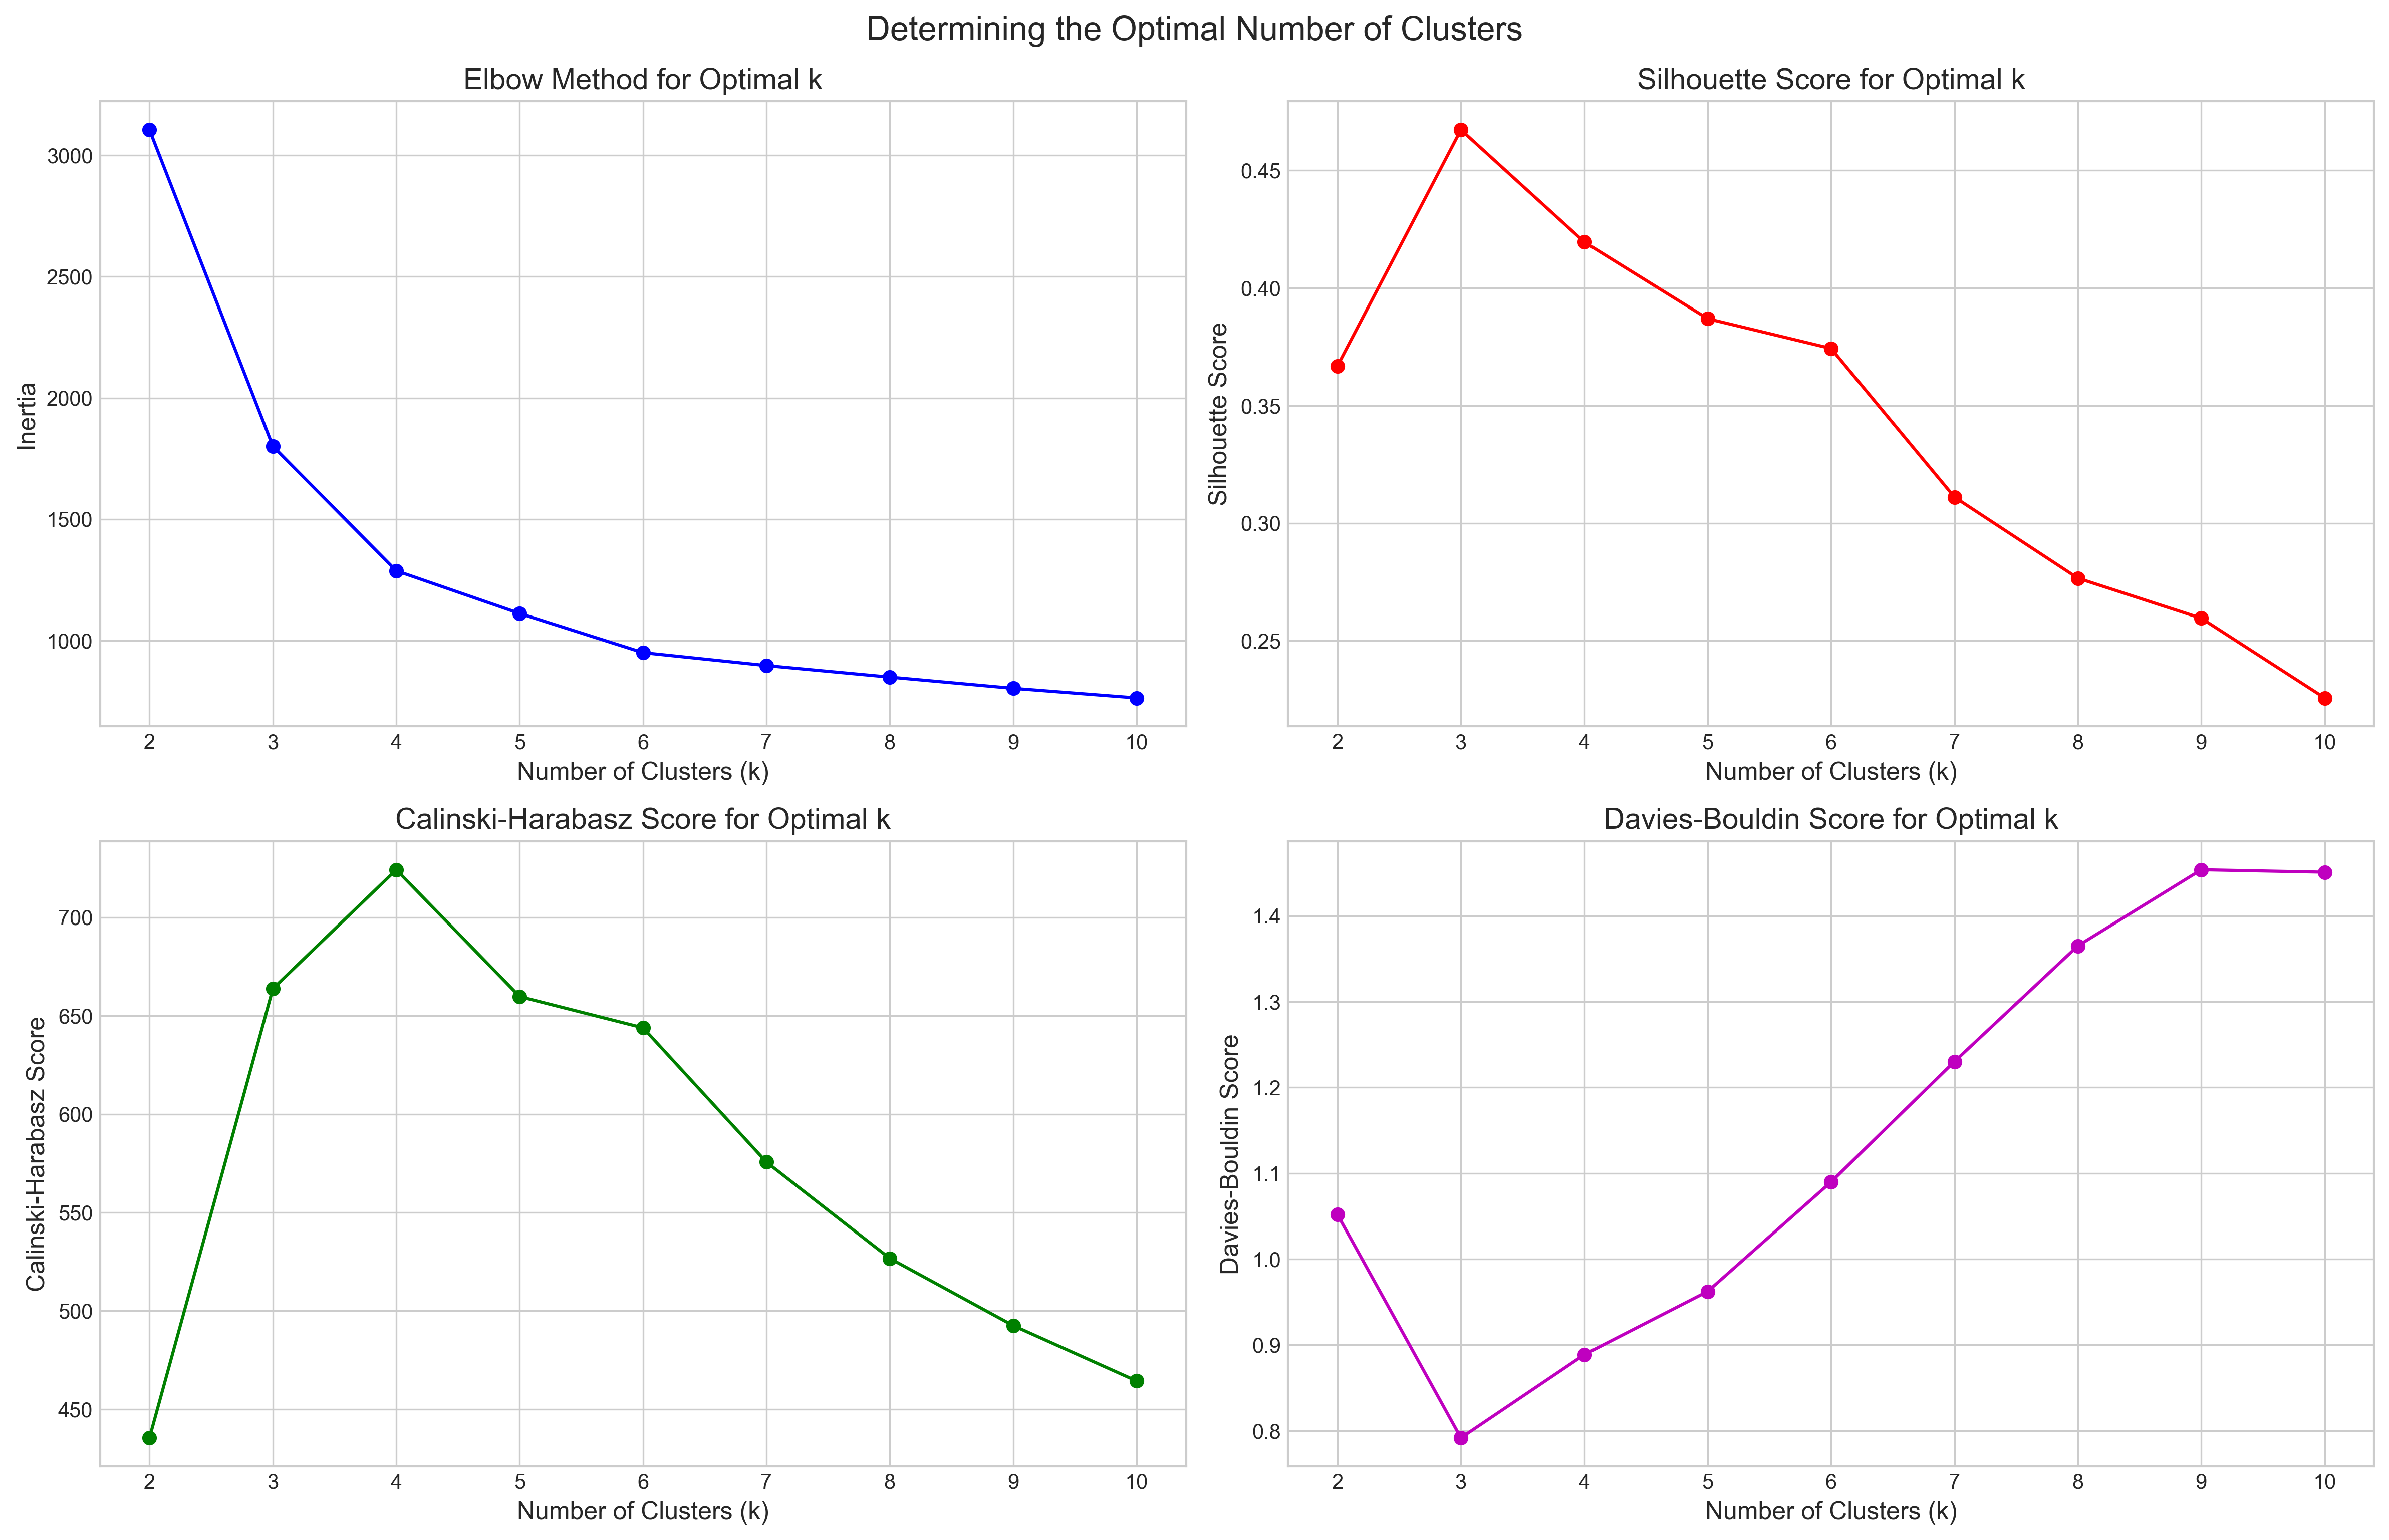 Determining the Optimal Number of Clusters
Elbow Method for Optimal k
Inertia
3000
2500
2000
1500
1000
2 3 4 5 6 7 8 9 10
Number of Clusters (k)
Silhouette Score for Optimal k
Silhouette Score
0.45
0.40
0.35
0.30
0.25
2 3 4 5 6 7 8 9 10
Number of Clusters (k)
Calinski-Harabasz Score for Optimal k
Calinski-Harabasz Score
700
650
600
550
500
450
2 3 4 5 6 7 8 9 10
Number of Clusters (k)
Davies-Bouldin Score for Optimal k
Davies-Bouldin Score
1.4
1.3
1.2
1.1
1.0
0.9
0.8
2 3 4 5 6 7 8 9 10
Number of Clusters (k)